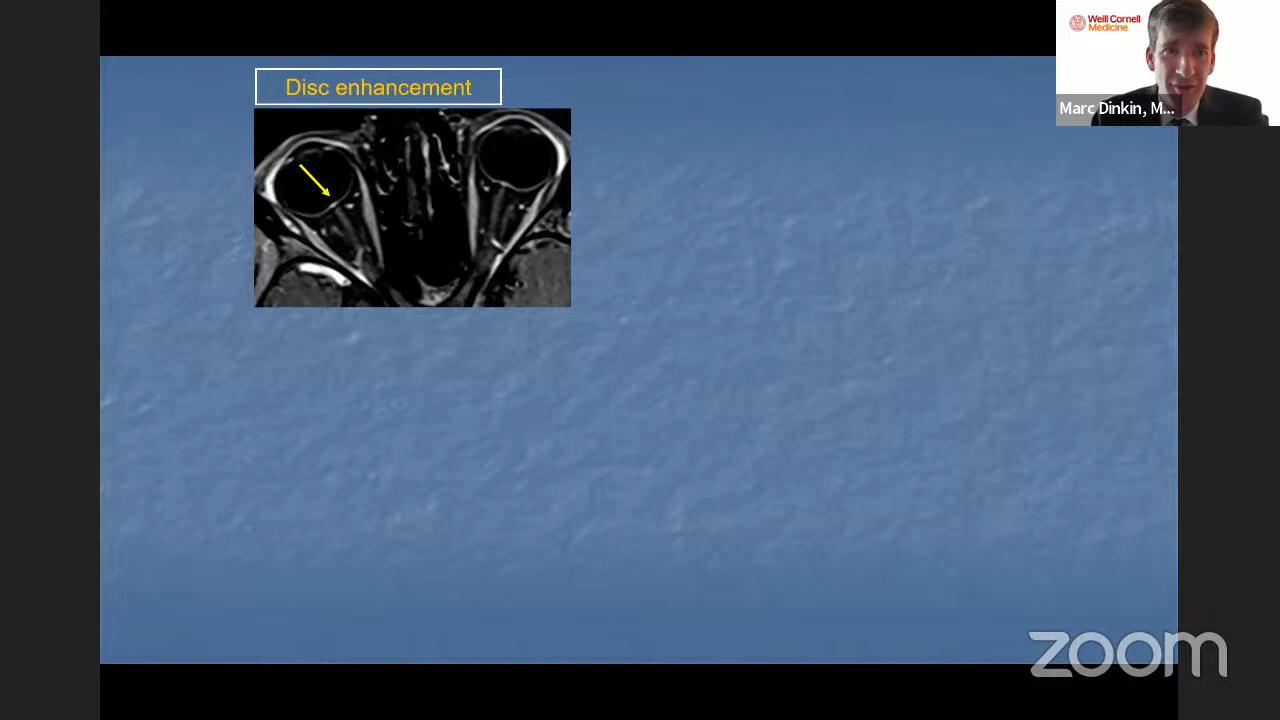 Disc enhancement
Weill Cornell
Medicine
Marc Dinkin, M...
zoom